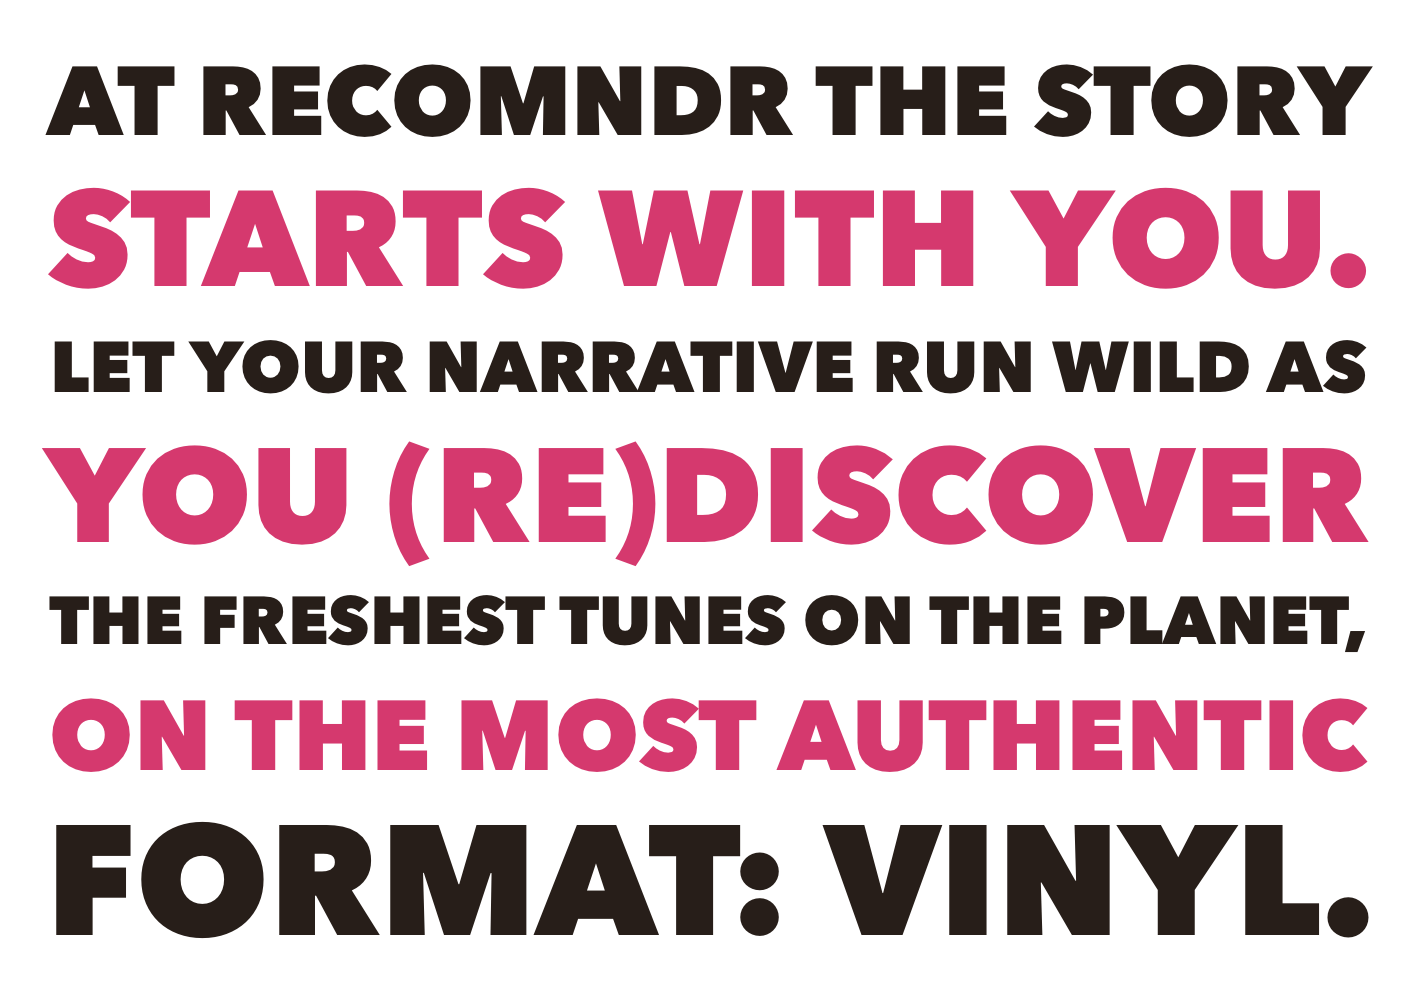 AT RECOMNDR THE STORY
STARTS WITH YOU.
LET YOUR NARRATIVE RUN WILD AS
YOU (RE)DISCOVER
THE FRESHEST TUNES ON THE PLANET,
ON THE MOST AUTHENTIC
FORMAT: VINYL.